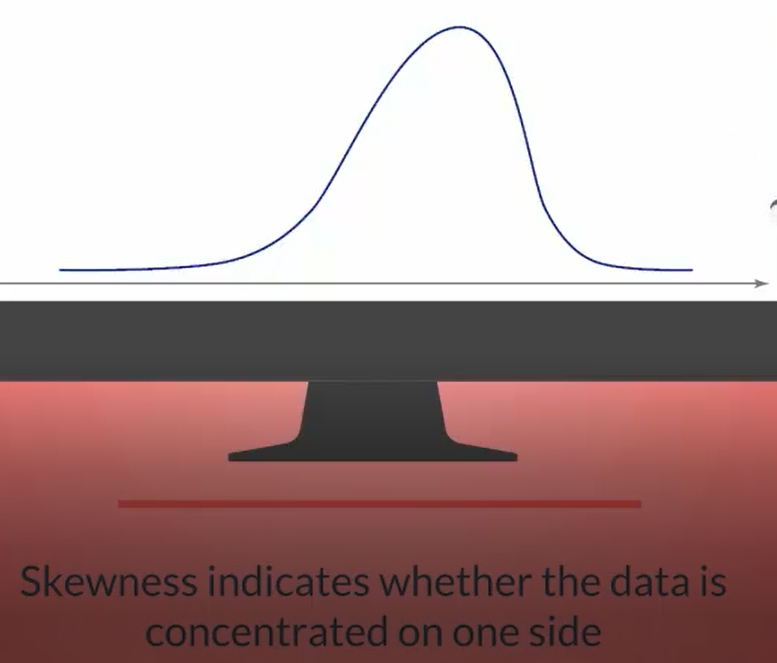 Skewness indicates whether the data is
concentrated on one side